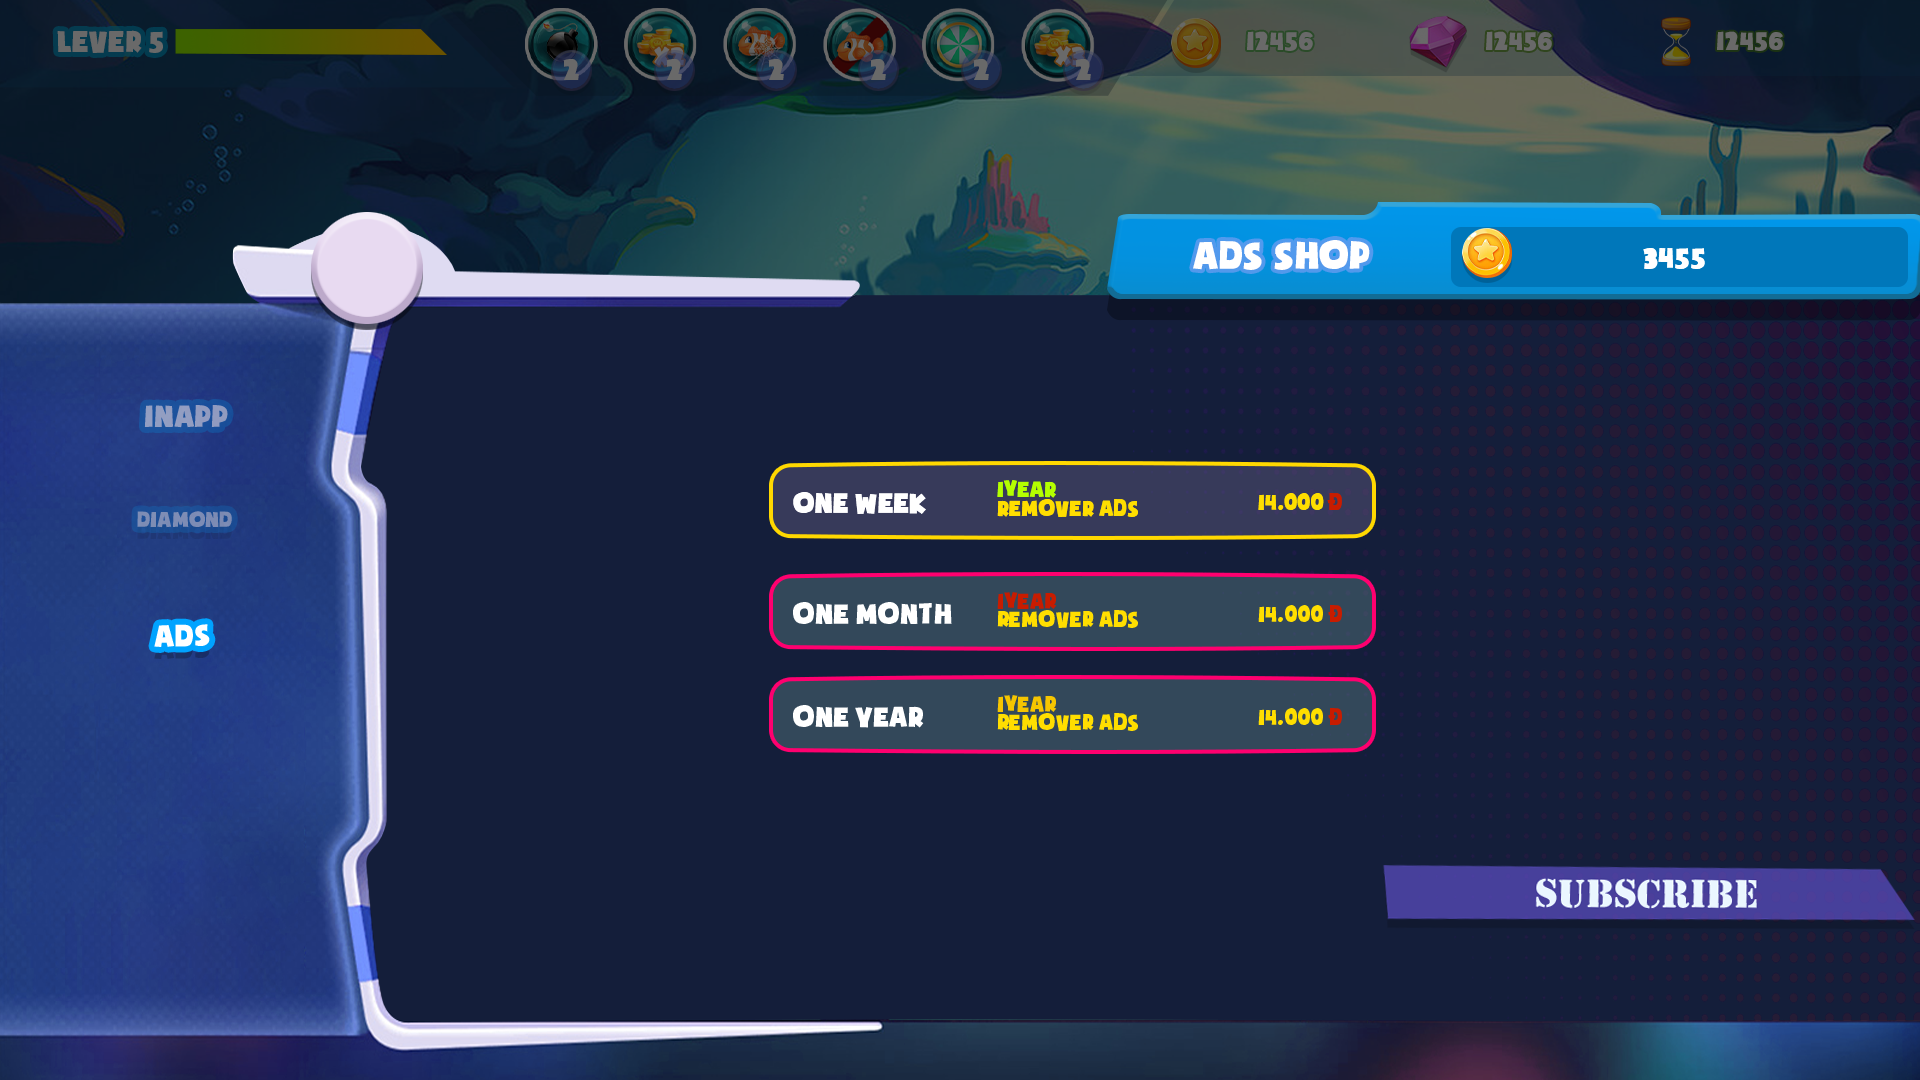 LEVER 5
2
X2
2
2
2
2
X2
2
12456
12456
12456
ADS SHOP
3455
INAPP
DIAMOND
ADS
ONE WEEK
1YEAR
REMOVER ADS
14.000 Đ
ONE MONTH
1YEAR
REMOVER ADS
14.000 Đ
ONE YEAR
1YEAR
REMOVER ADS
14.000 Đ
SUBSCRIBE